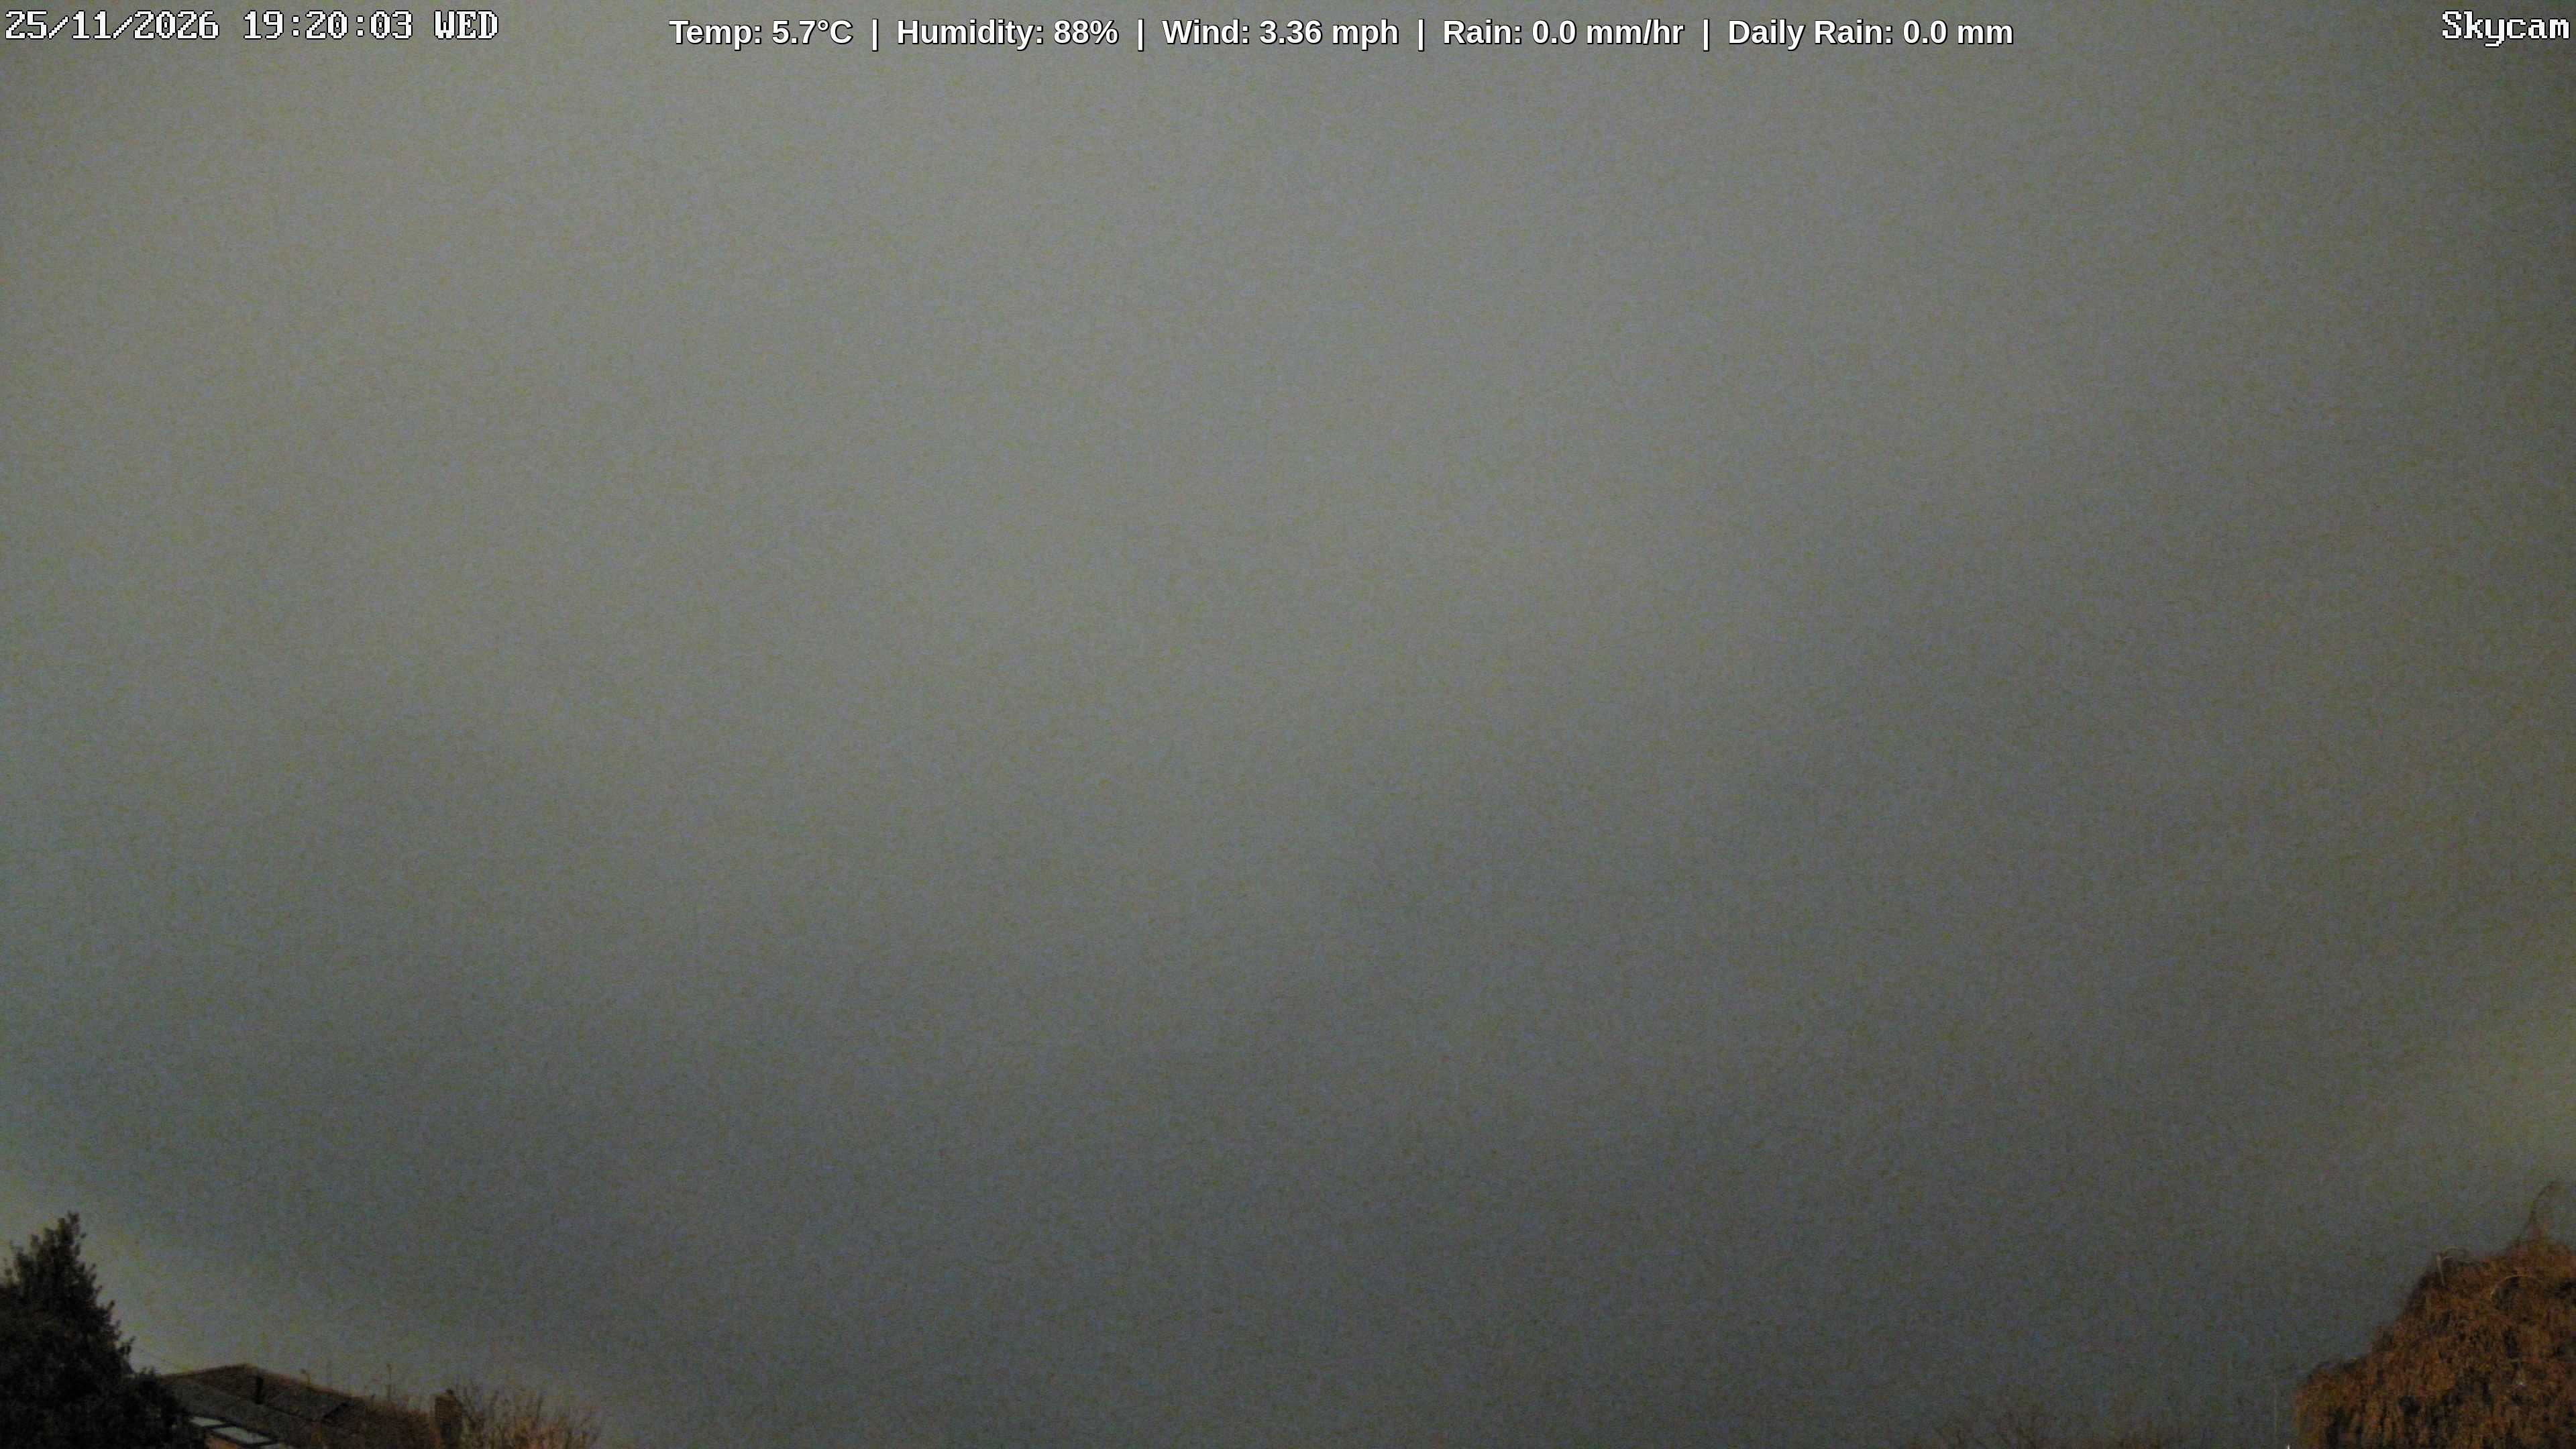 25/11/2026 19:20:03 WED
Temp: 5.7°C | Humidity: 88% | Wind: 3.36 mph | Rain: 0.0 mm/hr | Daily Rain: 0.0 mm
Skycam